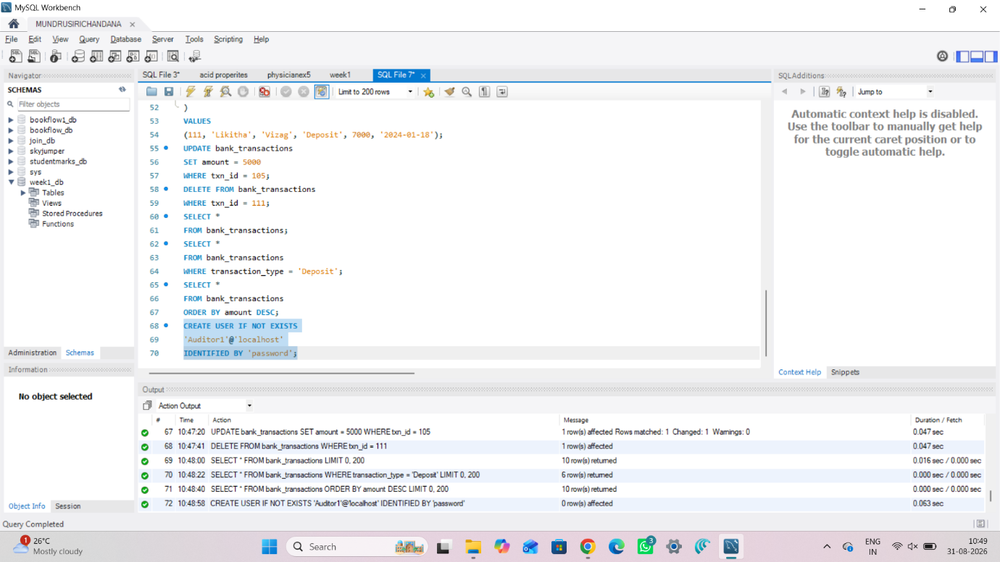 MySQL Workbench
MUNDRUSIRICHANDANA
File Edit View Query Database Server Tools Scripting Help
Navigator
SCHEMAS
Filter objects
bookflow1_db
bookflow_db
join_db
skyjumper
studentmarks_db
sys
week1_db
Tables
Views
Stored Procedures
Functions
Administration Schemas
Information
No object selected
Object Info Session
SQL File 3* acid properites physicianex5 week1 SQL File 7*
Limit to 200 rows
52 )
53 VALUES
54 (111, 'Likitha', 'Vizag', 'Deposit', 7000, '2024-01-18');
55 UPDATE bank_transactions
56 SET amount = 5000
57 WHERE txn_id = 105;
58 DELETE FROM bank_transactions
59 WHERE txn_id = 111;
60 SELECT *
61 FROM bank_transactions;
62 SELECT *
63 FROM bank_transactions
64 WHERE transaction_type = 'Deposit';
65 SELECT *
66 FROM bank_transactions
67 ORDER BY amount DESC;
68 CREATE USER IF NOT EXISTS
69 'Auditor1'@'localhost'
70 IDENTIFIED BY 'password';
SQLAdditions
Jump to
Automatic context help is disabled.
Use the toolbar to manually get help
for the current caret position or to
toggle automatic help.
Context Help Snippets
Output
Action Output
# Time Action Message Duration / Fetch
67 10:47:20 UPDATE bank_transactions SET amount = 5000 WHERE txn_id = 105 1 row(s) affected Rows matched: 1 Changed: 1 Warnings: 0 0.047 sec
68 10:47:41 DELETE FROM bank_transactions WHERE txn_id = 111 1 row(s) affected 0.047 sec
69 10:48:00 SELECT * FROM bank_transactions LIMIT 0, 200 10 row(s) returned 0.016 sec / 0.000 sec
70 10:48:22 SELECT * FROM bank_transactions WHERE transaction_type = 'Deposit' LIMIT 0, 200 6 row(s) returned 0.000 sec / 0.000 sec
71 10:48:40 SELECT * FROM bank_transactions ORDER BY amount DESC LIMIT 0, 200 10 row(s) returned 0.000 sec / 0.000 sec
72 10:48:58 CREATE USER IF NOT EXISTS 'Auditor1'@'localhost' IDENTIFIED BY 'password' 0 row(s) affected 0.063 sec
Query Completed
1
26°C
Mostly cloudy
Search
3
ENG
IN
10:49
31-08-2026